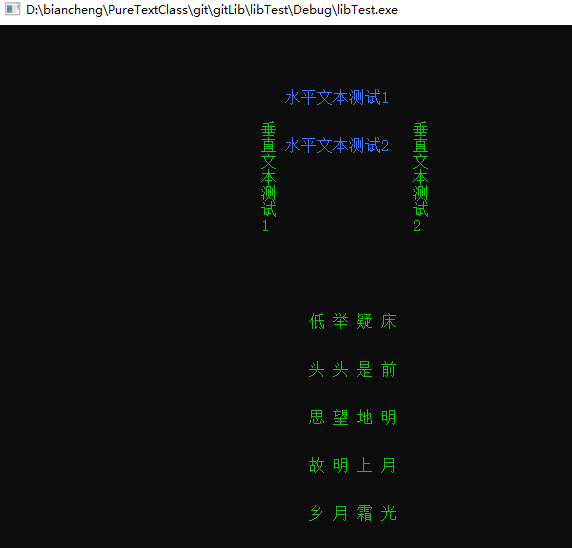 D:\biancheng\PureTextClass\git\gitLib\libTest\Debug\libTest.exe
水平文本测试1
水平文本测试2
垂直文本测试1
垂直文本测试2
床前明月光
疑是地上霜
举头望明月
低头思故乡